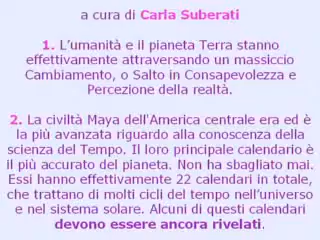 a cura di Carla Suberati
1. L'umanità e il pianeta Terra stanno
effettivamente attraversando un massiccio
Cambiamento, o Salto in Consapevolezza e
Percezione della realtà.
2. La civiltà Maya dell'America centrale era ed è
la più avanzata riguardo alla conoscenza della
scienza del Tempo. Il loro principale calendario è
il più accurato del pianeta. Non ha sbagliato mai.
Essi hanno effettivamente 22 calendari in totale,
che trattano di molti cicli del tempo nell'universo
e nel sistema solare. Alcuni di questi calendari
devono essere ancora rivelati.